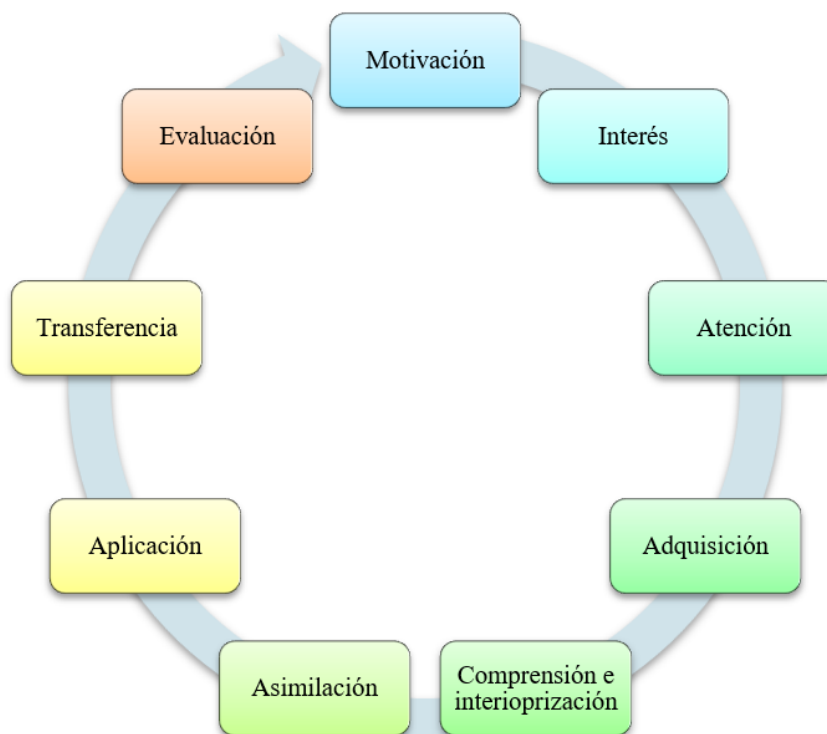 Motivación
Interés
Atención
Adquisición
Comprensión e
interioprización
Asimilación
Aplicación
Transferencia
Evaluación